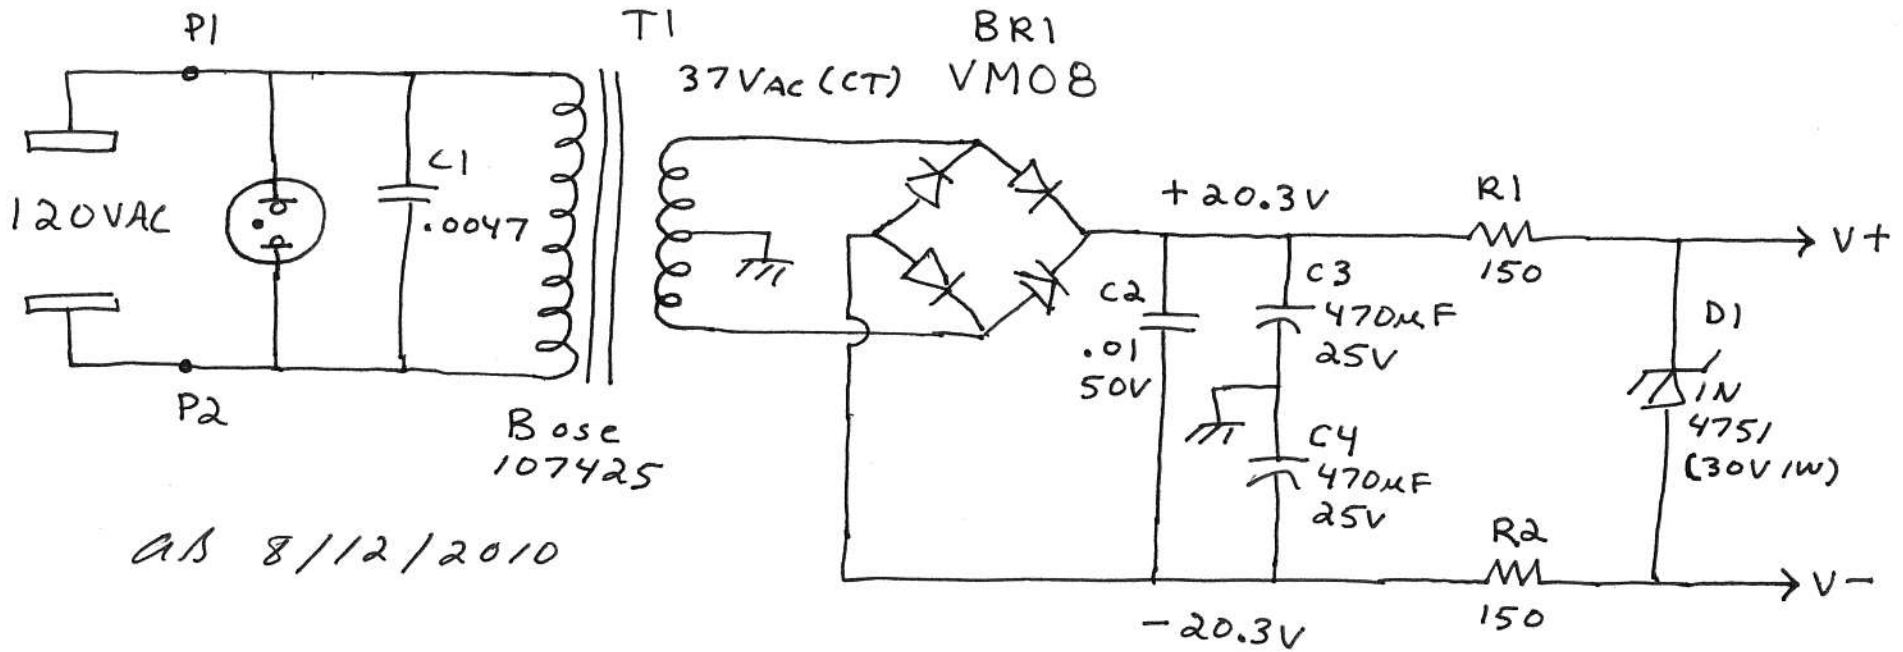 P1
T1
BR1
37VAC (CT)
VM08
120VAC
C1
.0047
+20.3V
R1
150
V+
C2
.01
50V
C3
470µF
25V
D1
1N
4751
(30V 1W)
P2
Bose
107425
C4
470µF
25V
R2
150
V-
-20.3V
8/12/2010